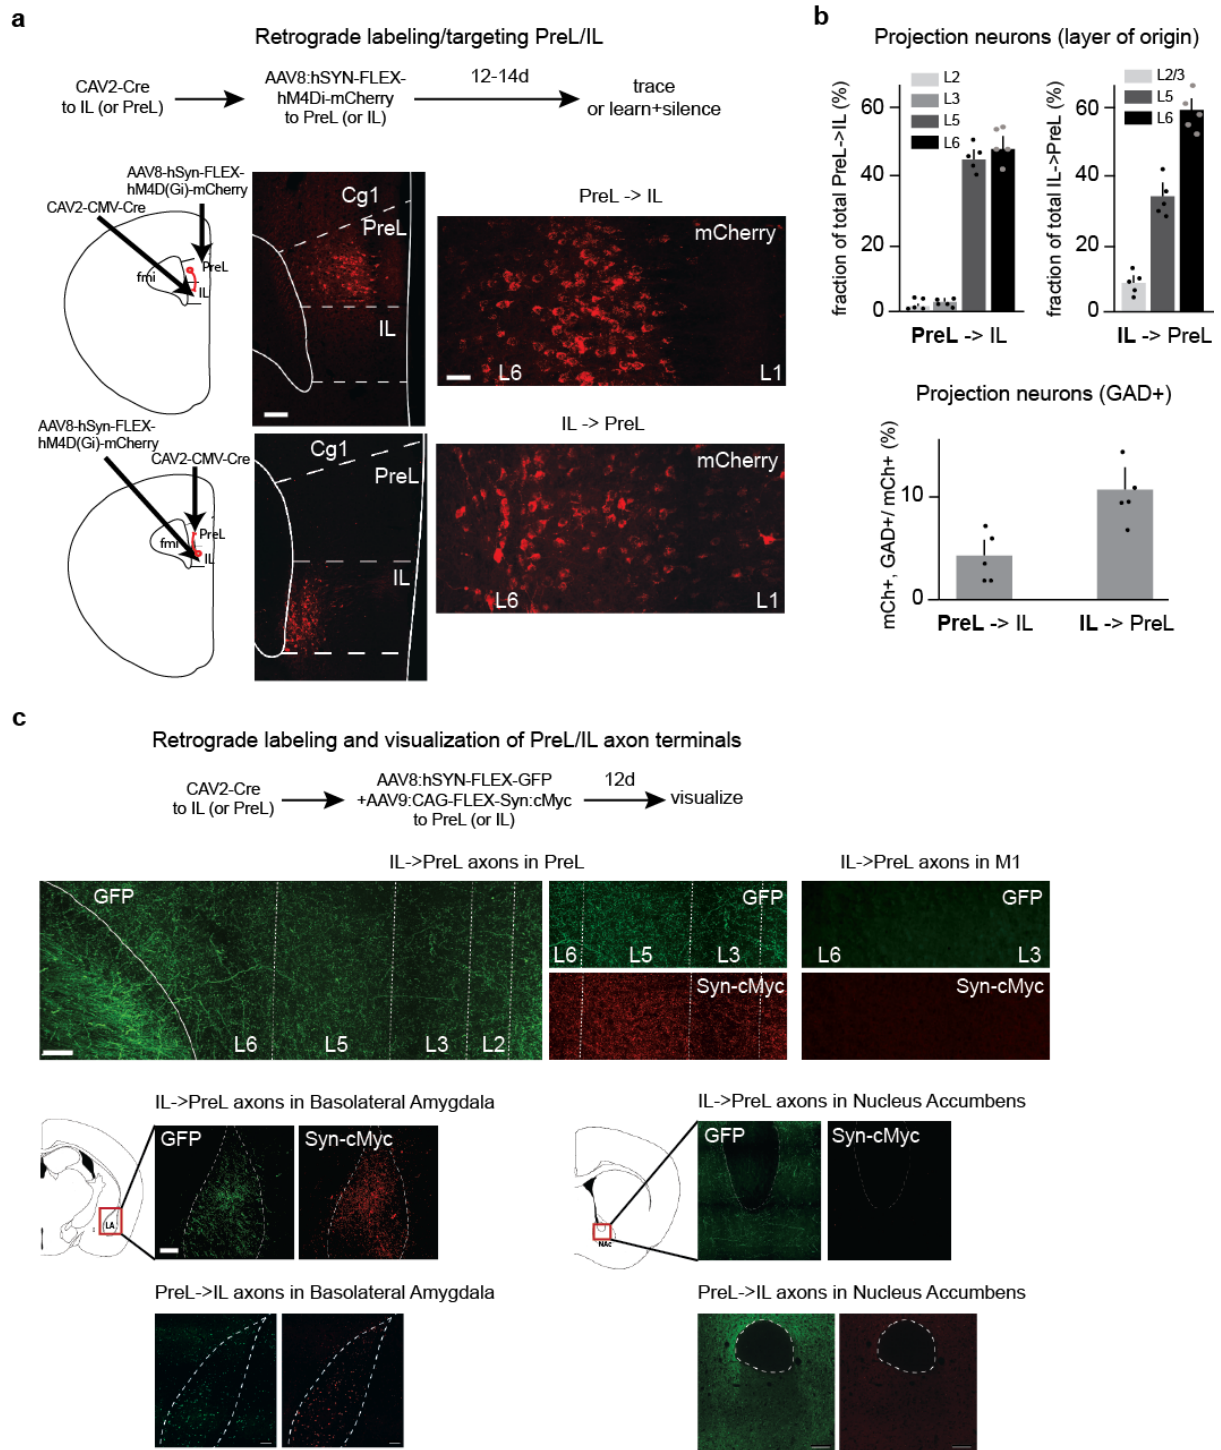 a
Retrograde labeling/targeting PreL/IL
CAV2-Cre
to IL (or PreL)
AAV8:hSYN-FLEX-
hM4Di-mCherry
to PreL (or IL)
12-14d
trace
or learn+silence
AAV8-hSyn-FLEX-
hM4D(Gi)-mCherry
CAV2-CMV-Cre
fmi
PreL
IL
Cg1
PreL
IL
PreL -> IL
mCherry
L6
L1
AAV8-hSyn-FLEX-
hM4D(Gi)-mCherry
CAV2-CMV-Cre
fmi
PreL
IL
Cg1
PreL
IL
IL -> PreL
mCherry
L6
L1
b
Projection neurons (layer of origin)
fraction of total PreL->IL (%)
60
40
20
0
L2
L3
L5
L6
PreL -> IL
fraction of total IL->PreL (%)
60
40
20
0
L2/3
L5
L6
IL -> PreL
Projection neurons (GAD+)
mCh+, GAD+/ mCh+ (%)
10
0
PreL -> IL
IL -> PreL
c
Retrograde labeling and visualization of PreL/IL axon terminals
CAV2-Cre
to IL (or PreL)
AAV8:hSYN-FLEX-GFP
+AAV9:CAG-FLEX-Syn:cMyc
to PreL (or IL)
12d
visualize
IL->PreL axons in PreL
GFP
L6
L5
L3
L2
GFP
L6
L5
L3
Syn-cMyc
IL->PreL axons in M1
GFP
L6
L3
Syn-cMyc
IL->PreL axons in Basolateral Amygdala
LA
GFP
Syn-cMyc
IL->PreL axons in Nucleus Accumbens
NAc
GFP
Syn-cMyc
PreL->IL axons in Basolateral Amygdala
PreL->IL axons in Nucleus Accumbens